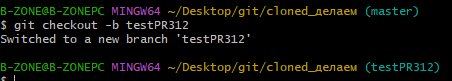 B-ZONE@B-ZONEPC MINGW64 ~/Desktop/git/cloned_делаем (master)
$ git checkout -b testPR312
Switched to a new branch 'testPR312'

B-ZONE@B-ZONEPC MINGW64 ~/Desktop/git/cloned_делаем (testPR312)
$